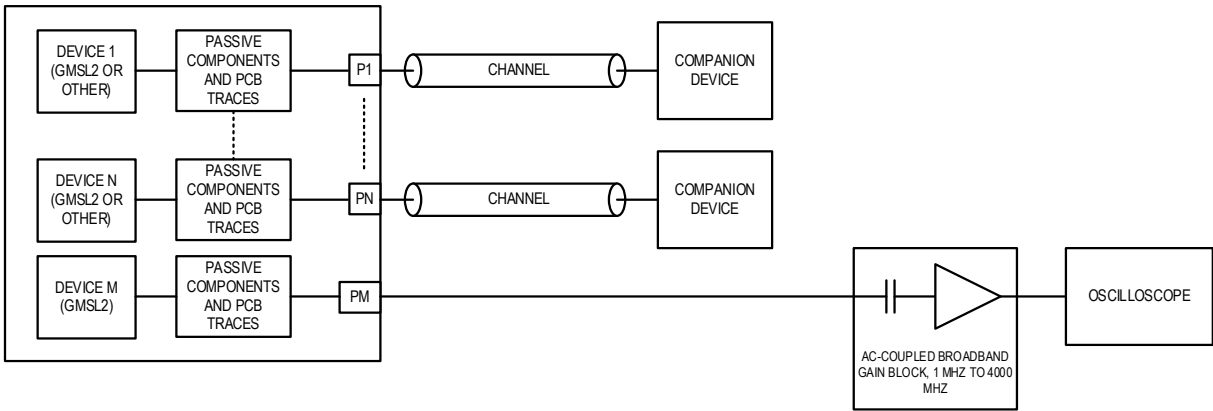 DEVICE 1
(GMSL2 OR
OTHER)
PASSIVE
COMPONENTS
AND PCB
TRACES
P1
CHANNEL
COMPANION
DEVICE
DEVICE N
(GMSL2 OR
OTHER)
PASSIVE
COMPONENTS
AND PCB
TRACES
PN
CHANNEL
COMPANION
DEVICE
DEVICE M
(GMSL2)
PASSIVE
COMPONENTS
AND PCB
TRACES
PM
AC-COUPLED BROADBAND
GAIN BLOCK, 1 MHZ TO 4000
MHZ
OSCILLOSCOPE